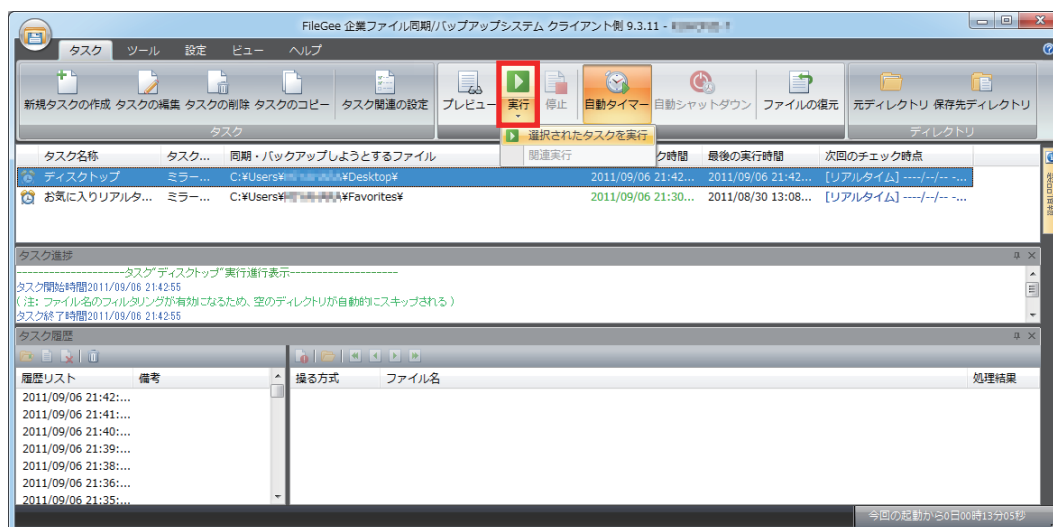 FileGee 企業ファイル同期/バップアップシステム クライアント側 9.3.11 -
タスク ツール 設定 ビュー ヘルプ
新規タスクの作成 タスクの編集 タスクの削除 タスクのコピー タスク関連の設定 プレビュー 実行 停止 自動タイマー 自動シャットダウン ファイルの復元 元ディレクトリ 保存先ディレクトリ
タスク ディレクトリ
選択されたタスクを実行
関連実行
タスク名称 タスク... 同期・バックアップしようとするファイル ク時間 最後の実行時間 次回のチェック時点
ディスクトップ ミラー... C:¥Users¥ ¥Desktop¥ 2011/09/06 21:42... 2011/09/06 21:42... [リアルタイム] ----/--/-- -...
お気に入りリアルタ... ミラー... C:¥Users¥ ¥Favorites¥ 2011/09/06 21:30... 2011/08/30 13:08... [リアルタイム] ----/--/-- -...
タスク進捗
--------------------タスク"ディスクトップ"実行進行表示--------------------
タスク開始時間2011/09/06 21:42:55
(注: ファイル名のフィルタリングが有効になるため、空のディレクトリが自動的にスキップされる)
タスク終了時間2011/09/06 21:42:55
タスク履歴
履歴リスト 備考 操る方式 ファイル名 処理結果
2011/09/06 21:42:...
2011/09/06 21:41:...
2011/09/06 21:40:...
2011/09/06 21:39:...
2011/09/06 21:38:...
2011/09/06 21:36:...
2011/09/06 21:35:...
今回の起動から0日00時13分05秒